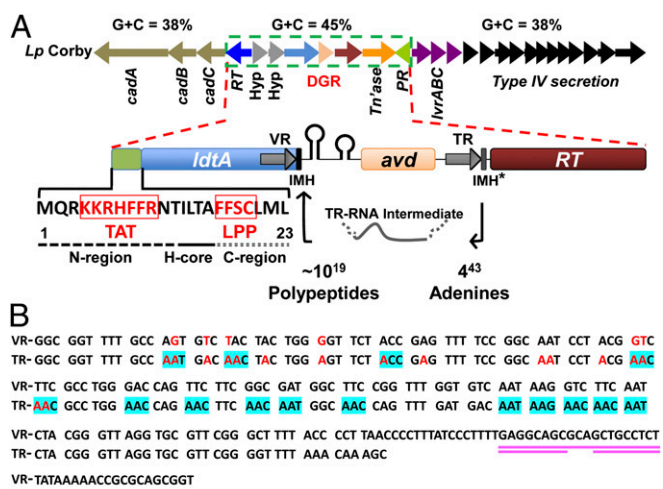 A
G+C = 38% G+C = 45% G+C = 38%
Lp Corby
cadA cadB cadC RT Hyp Hyp DGR Tn'ase PR lvrABC Type IV secretion
VR TR
ldtA avd RT
IMH IMH*
MQRKKRHFFRNTILTAFFSCLML
TAT LPP
1 23
N-region H-core C-region
TR-RNA Intermediate
~10¹⁹ 4⁴³
Polypeptides Adenines
B
VR-GGC GGT TTT GCC AGT GTC TAC TAC TGG GGT TCT ACC GAG TTT TCC GGC AAT CCT ACG GTC
TR-GGC GGT TTT GCC AAT GAC AAC TAC TGG AGT TCT ACC GAG TTT TCC GGC AAT CCT ACG AAC
VR-TTC GCC TGG GAC CAG TTC TTC GGC GAT GGC TTC CGG TTT GGT GTC AAT AAG GTC TTC AAT
TR-AAC GCC TGG AAC CAG AAC TTC AAC AAT GGC AAC CAG TTT GAT GAC AAT AAG AAC AAC AAT
VR-CTA CGG GTT AGG TGC GTT CGG GCT TTT ACC CCT TAACCCCTTTATCCCTTTTGAGGCAGCGCAGCTGCCTCT
TR-CTA CGG GTT AGG TGC GTT CGG GGT TTT AAA CAA AGC
VR-TATAAAAACCGCGCAGCGGT